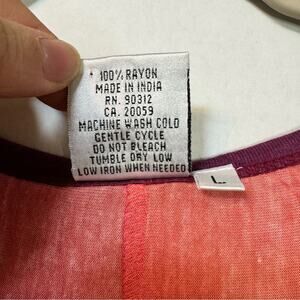 100% RAYON
MADE IN INDIA
RN. 90312
CA. 20059
MACHINE WASH COLD
GENTLE CYCLE
DO NOT BLEACH
TUMBLE DRY LOW
LOW IRON WHEN NEEDED
L